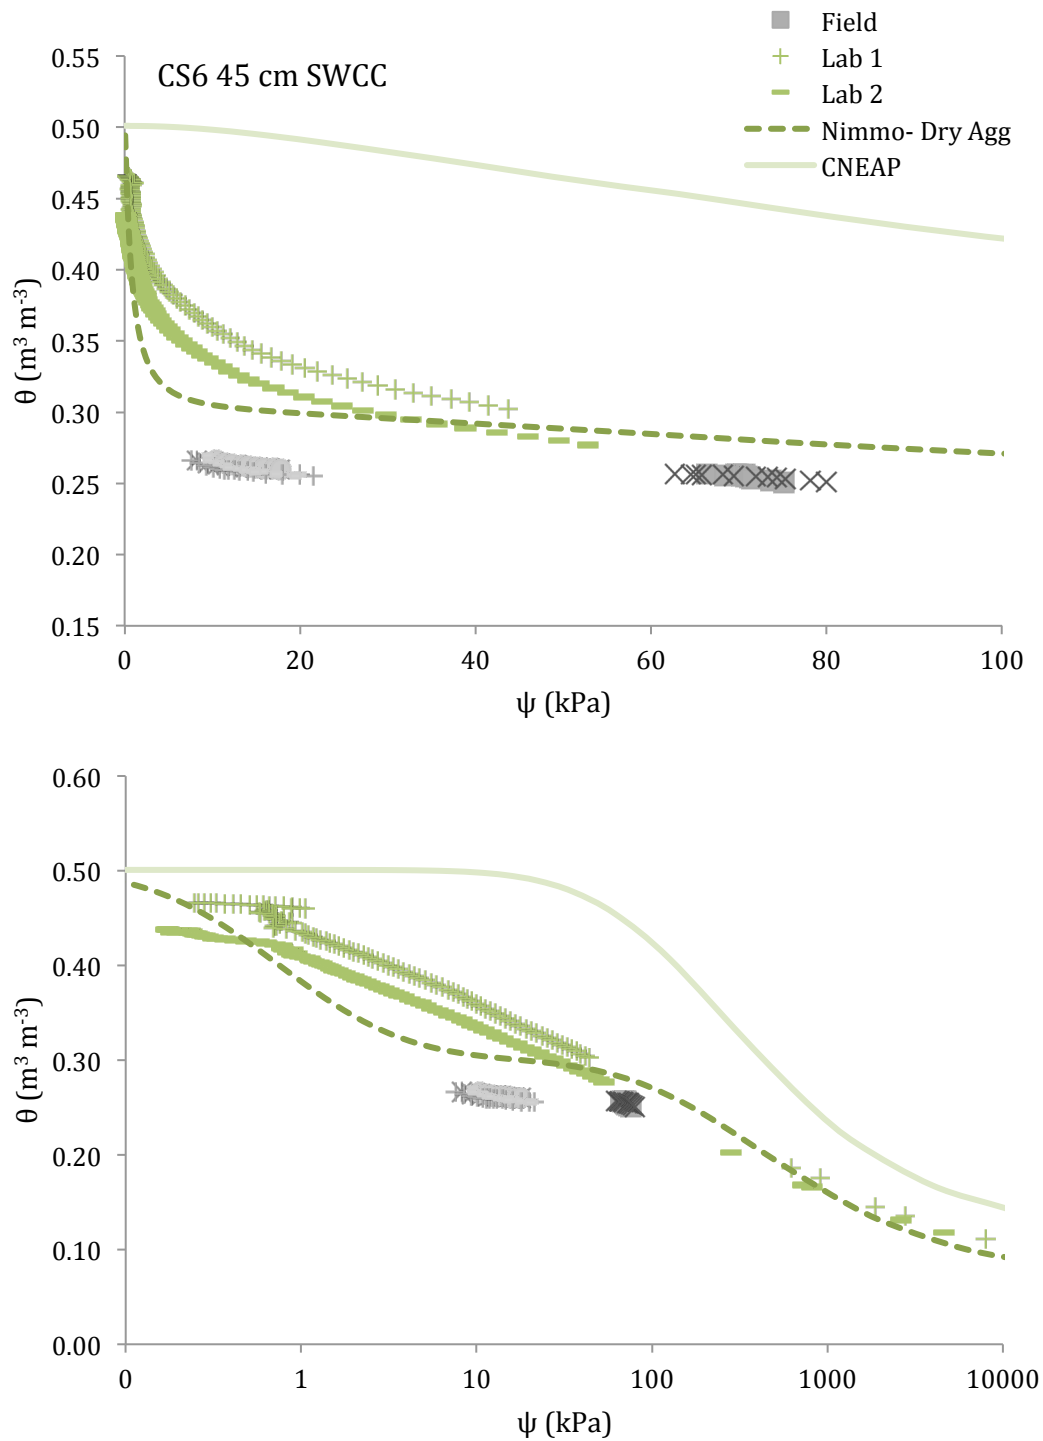 Field
Lab 1
Lab 2
Nimmo- Dry Agg
CNEAP
CS6 45 cm SWCC
0.55
0.50
0.45
0.40
0.35
0.30
0.25
0.20
0.15
θ (m³ m⁻³)
0 20 40 60 80 100
ψ (kPa)
0.60
0.50
0.40
0.30
0.20
0.10
0.00
θ (m³ m⁻³)
0 1 10 100 1000 10000
ψ (kPa)